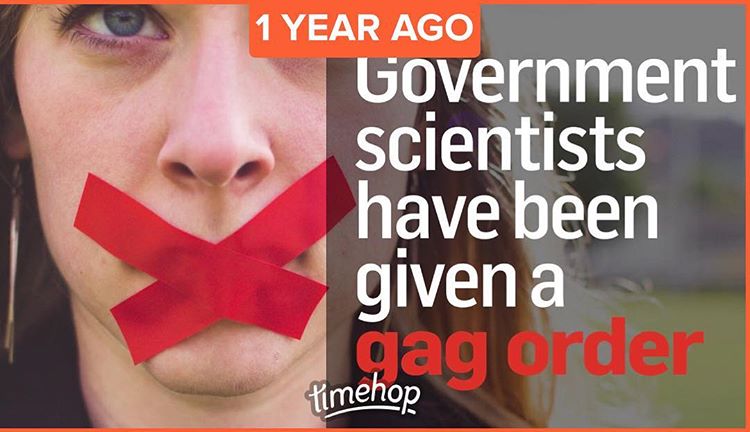 1 YEAR AGO
Government
scientists
have been
given a
gag order
timehop